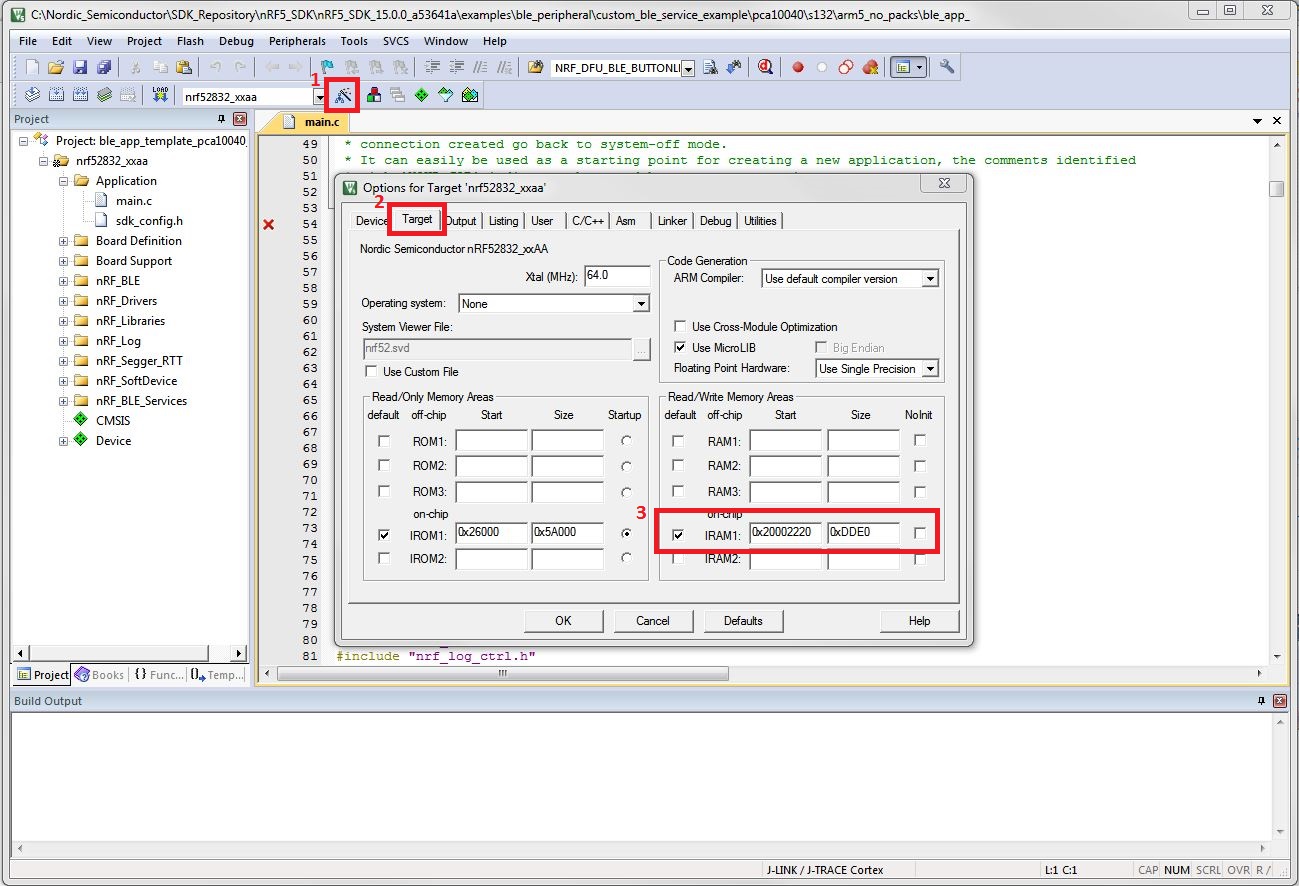 C:\Nordic_Semiconductor\SDK_Repository\nRF5_SDK\nRF5_SDK_15.0.0_a53641a\examples\ble_peripheral\custom_ble_service_example\pca10040\s132\arm5_no_packs\ble_app_
File Edit View Project Flash Debug Peripherals Tools SVCS Window Help
NRF_DFU_BLE_BUTTONLI
1
LOAD
nrf52832_xxaa
Project
Project: ble_app_template_pca10040_
nrf52832_xxaa
Application
main.c
sdk_config.h
Board Definition
Board Support
nRF_BLE
nRF_Drivers
nRF_Libraries
nRF_Log
nRF_Segger_RTT
nRF_SoftDevice
nRF_BLE_Services
CMSIS
Device
Project Books {} Func... Temp...
main.c
49 * connection created go back to system-off mode.
50 * It can easily be used as a starting point for creating a new application, the comments identified
51
52
53
54
55
56
57
58
59
60
61
62
63
64
65
66
67
68
69
70
71
72
73
74
75
76
77
78
79
80
81 #include "nrf_log_ctrl.h"
Options for Target 'nrf52832_xxaa'
2
Device Target Output Listing User C/C++ Asm Linker Debug Utilities
Nordic Semiconductor nRF52832_xxAA
Xtal (MHz): 64.0
Operating system: None
System Viewer File:
nrf52.svd ...
Use Custom File
Code Generation
ARM Compiler: Use default compiler version
Use Cross-Module Optimization
Use MicroLIB Big Endian
Floating Point Hardware: Use Single Precision
Read/Only Memory Areas
default off-chip Start Size Startup
ROM1:
ROM2:
ROM3:
on-chip
IROM1: 0x26000 0x5A000
IROM2:
Read/Write Memory Areas
default off-chip Start Size NoInit
RAM1:
RAM2:
RAM3:
on-chip
3
IRAM1: 0x20002220 0xDDE0
IRAM2:
OK Cancel Defaults Help
Build Output
J-LINK / J-TRACE Cortex L:1 C:1 CAP NUM SCRL OVR R /